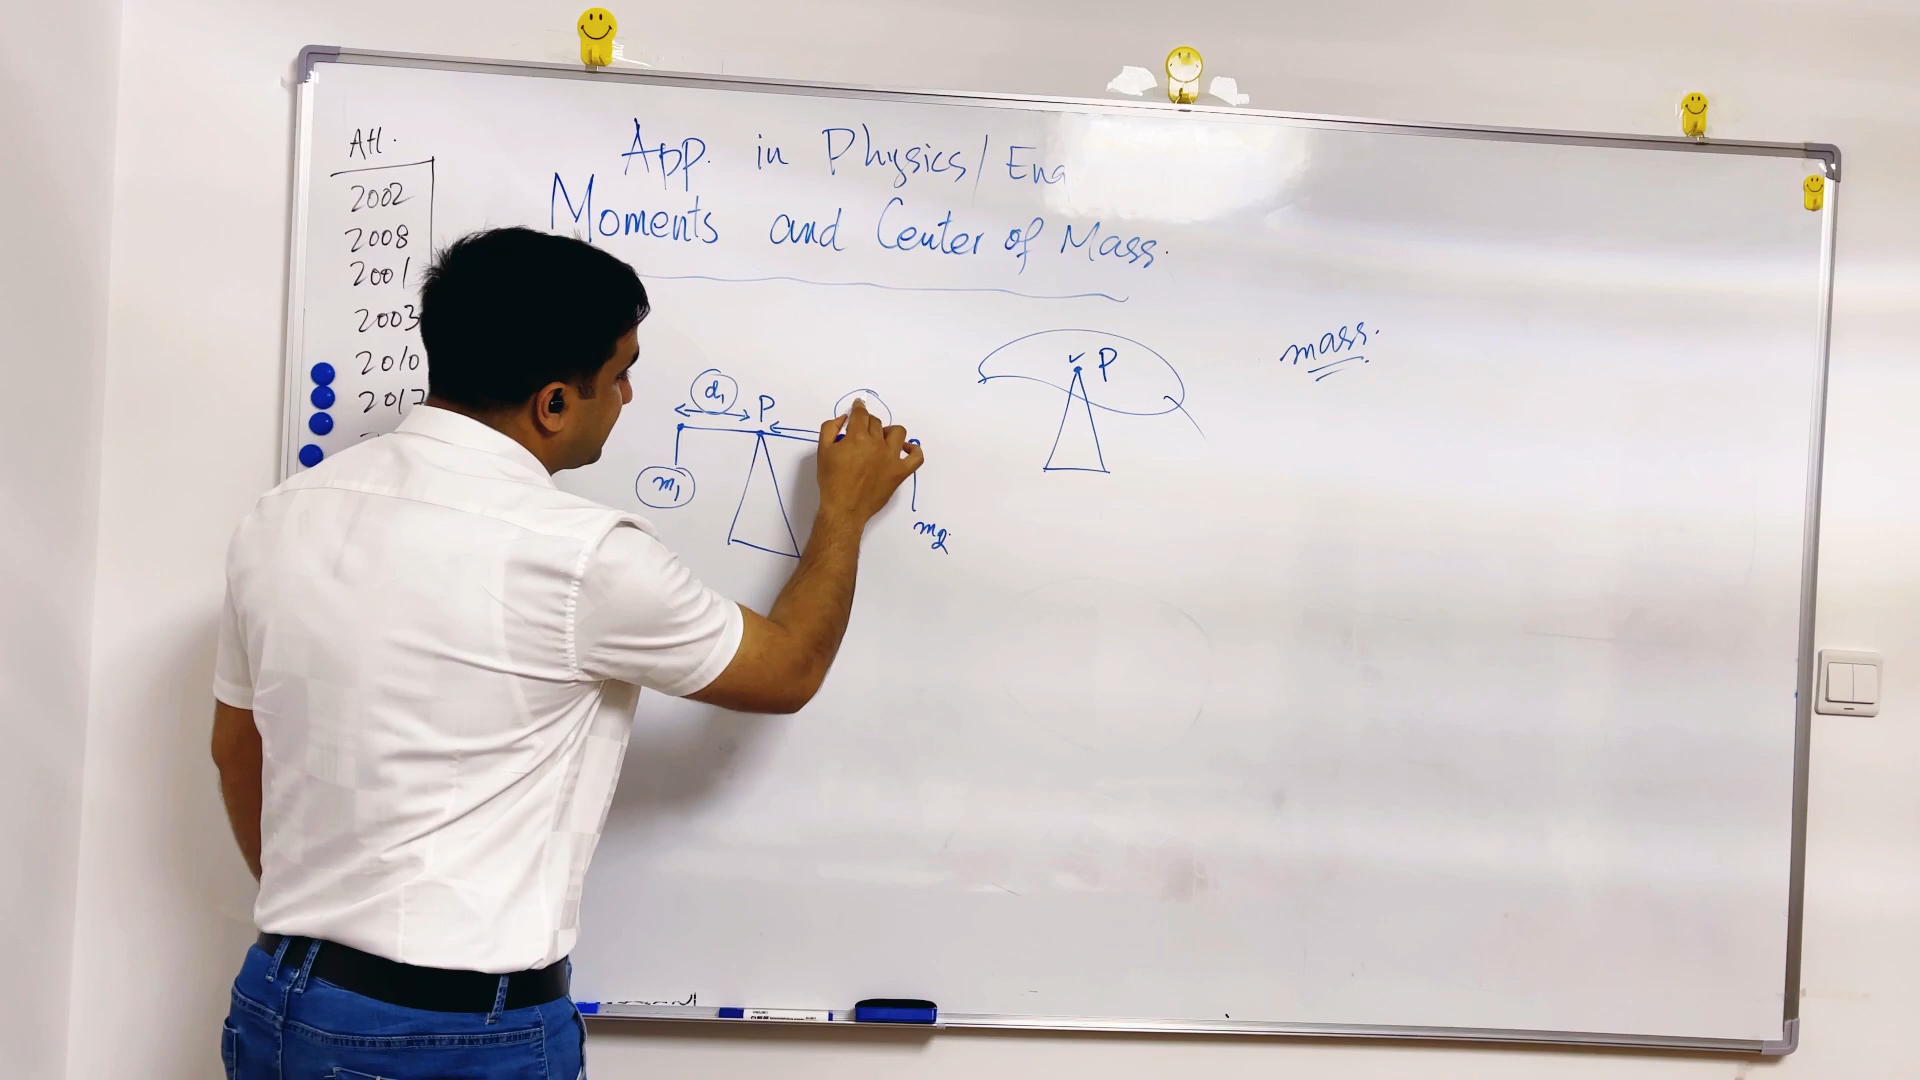 App. in Physics/Eng
Moments and Center of Mass.
Att.
2002
2008
2001
2003
2010
2017
mass.
P
d1
P
m1
m2.